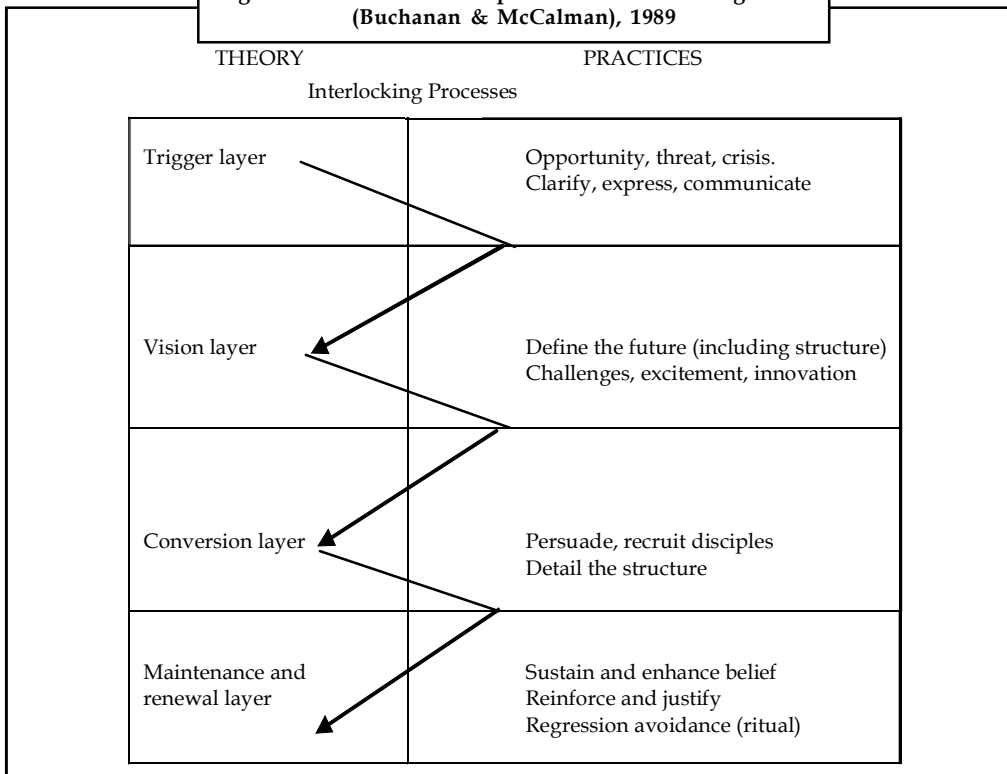 (Buchanan & McCalman), 1989
THEORY PRACTICES
Interlocking Processes
Trigger layer
Opportunity, threat, crisis.
Clarify, express, communicate
Vision layer
Define the future (including structure)
Challenges, excitement, innovation
Conversion layer
Persuade, recruit disciples
Detail the structure
Maintenance and
renewal layer
Sustain and enhance belief
Reinforce and justify
Regression avoidance (ritual)